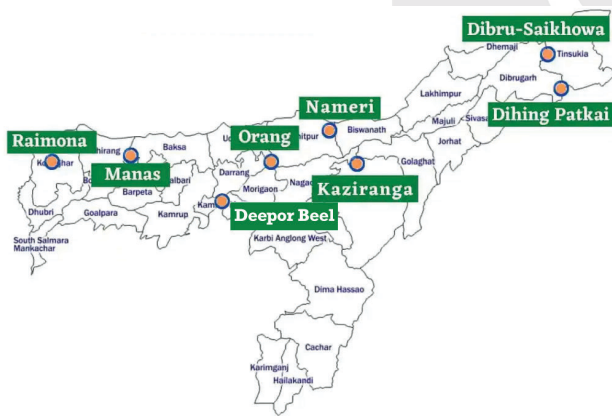 Dibru-Saikhowa
Dhemaji
Tinsukia
Dibrugarh
Lakhimpur
Dihing Patkai
Nameri
Biswanath
Majuli
Jorhat
Golaghat
Raimona
Baksa
Orang
Manas
Darrang
Morigaon
Kaziranga
Barpeta
Deepor Beel
Dhubri
Goalpara
Kamrup
South Salmara
Mankachar
Karbi Anglong West
Dima Hassao
Cachar
Karimganj
Hailakandi